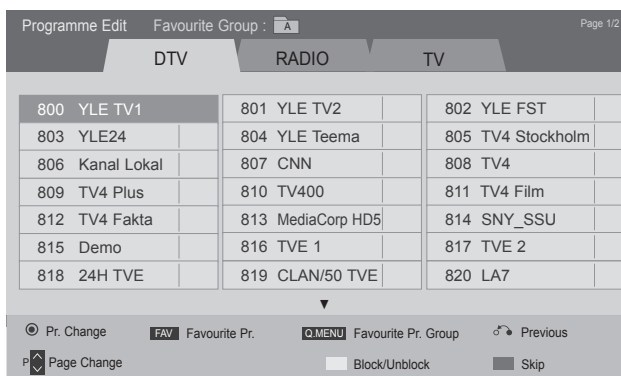 Programme Edit Favourite Group : A Page 1/2
DTV RADIO TV
800 YLE TV1 801 YLE TV2 802 YLE FST
803 YLE24 804 YLE Teema 805 TV4 Stockholm
806 Kanal Lokal 807 CNN 808 TV4
809 TV4 Plus 810 TV400 811 TV4 Film
812 TV4 Fakta 813 MediaCorp HD5 814 SNY_SSU
815 Demo 816 TVE 1 817 TVE 2
818 24H TVE 819 CLAN/50 TVE 820 LA7
Pr. Change FAV Favourite Pr. Q.MENU Favourite Pr. Group Previous
P Page Change Block/Unblock Skip